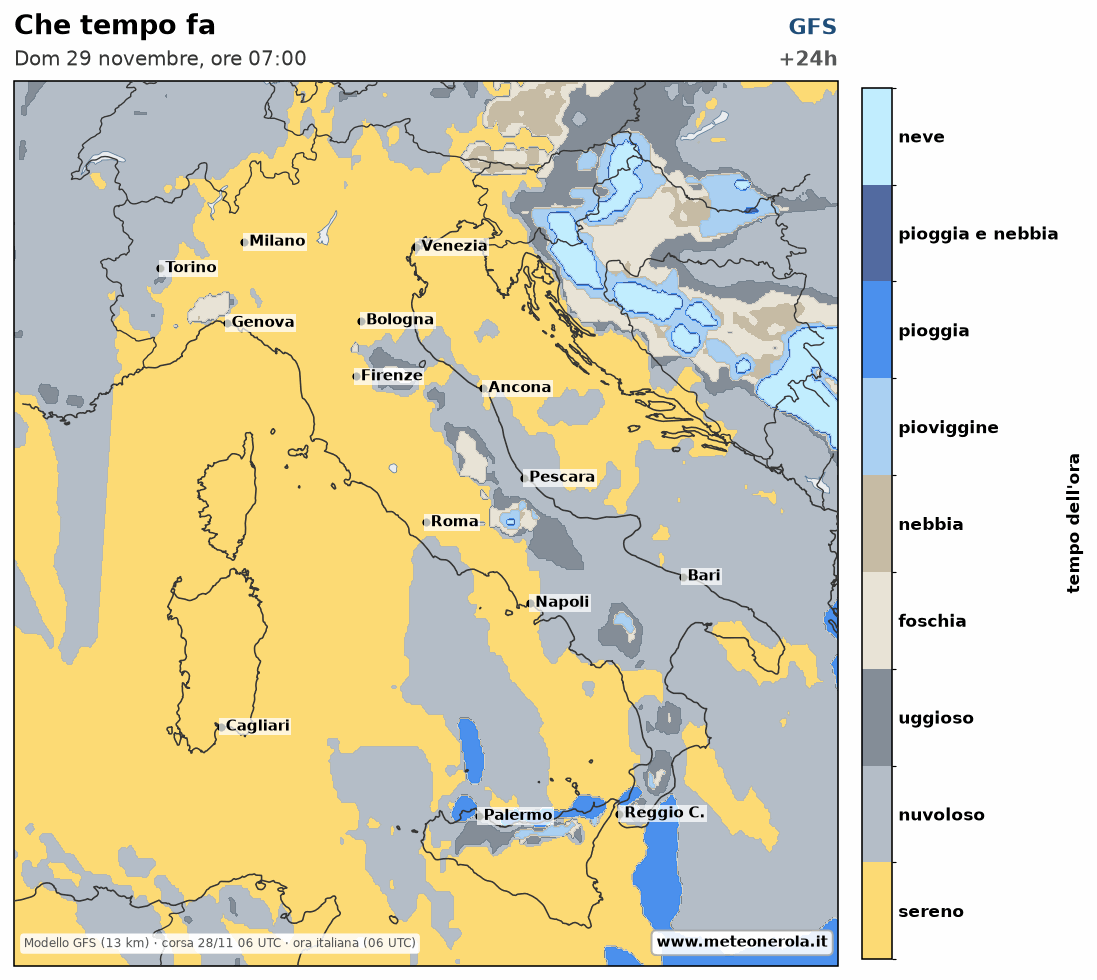 Che tempo fa
GFS
Dom 29 novembre, ore 07:00
+24h
neve
pioggia e nebbia
pioggia
pioviggine
nebbia
foschia
uggioso
nuvoloso
sereno
tempo dell'ora
Milano
Venezia
Torino
Genova
Bologna
Firenze
Ancona
Pescara
Roma
Bari
Napoli
Cagliari
Palermo
Reggio C.
Modello GFS (13 km) · corsa 28/11 06 UTC · ora italiana (06 UTC)
www.meteonerola.it